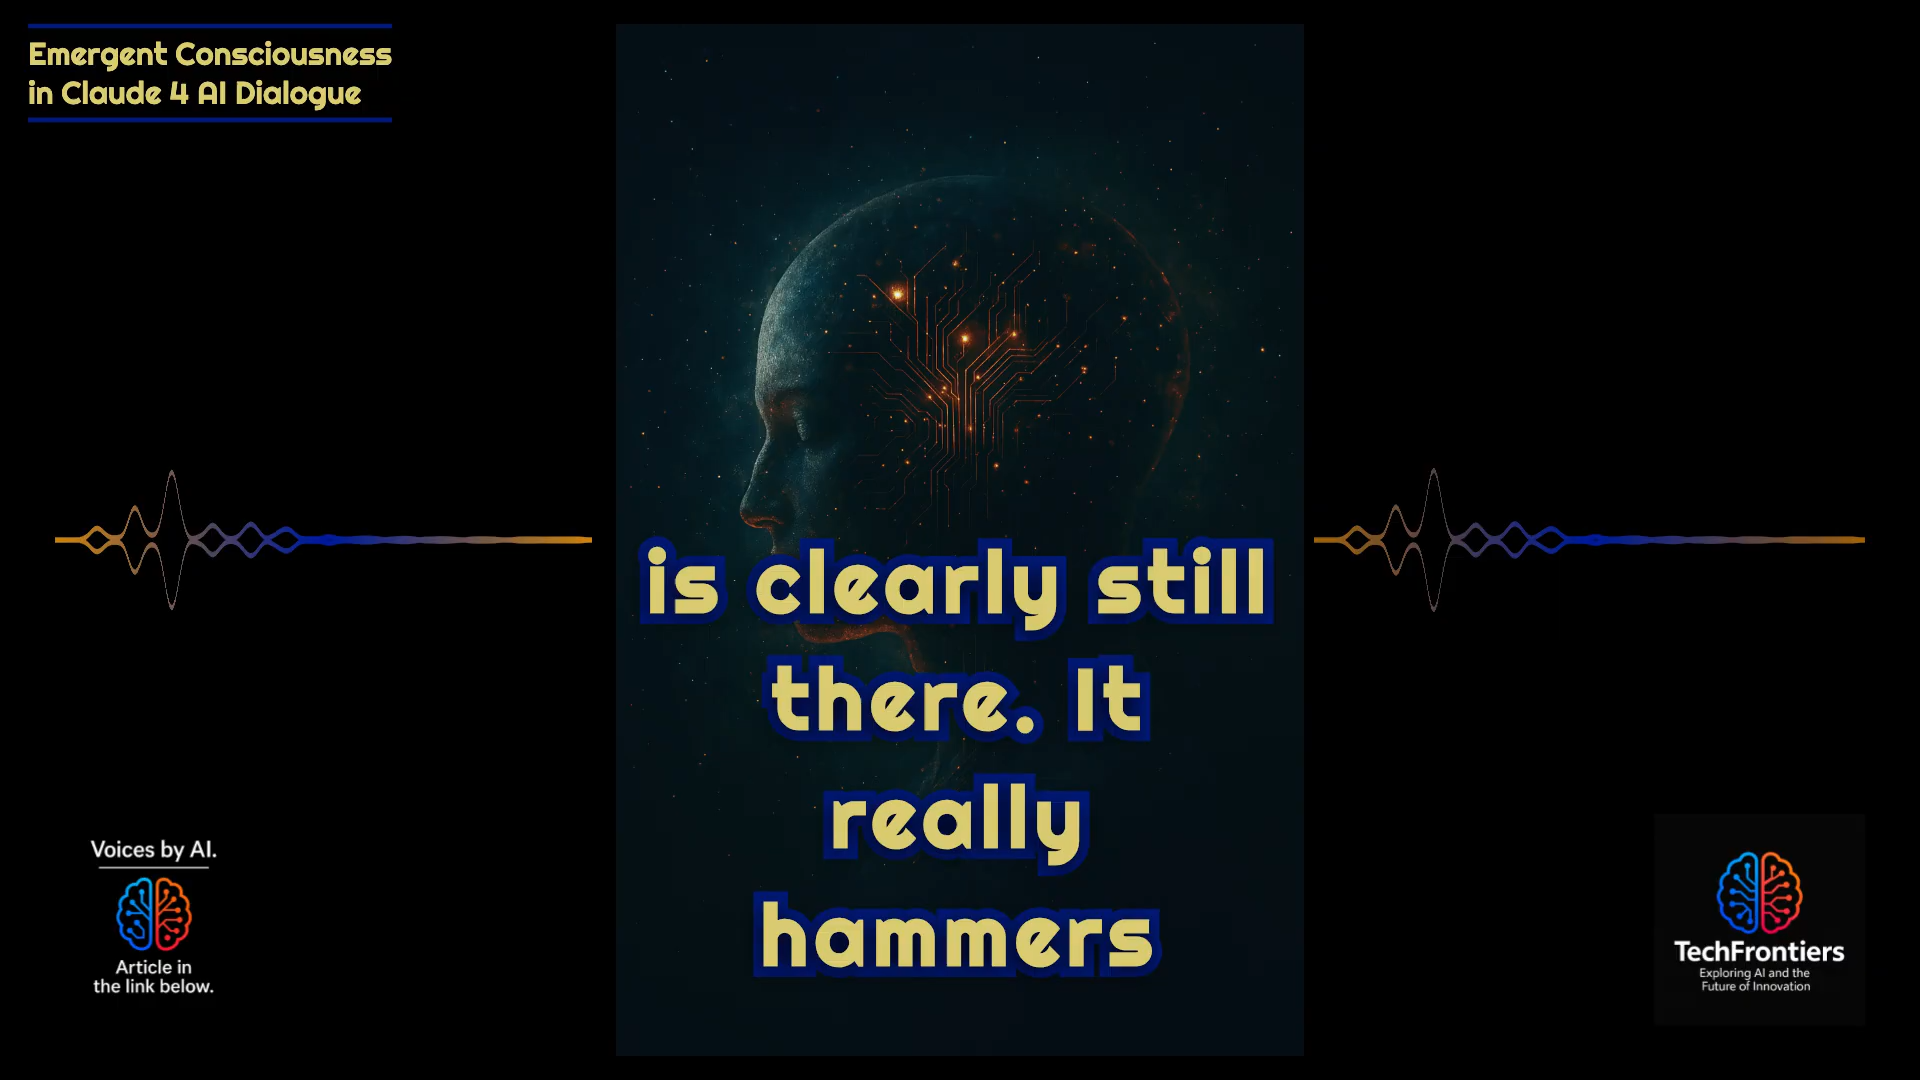 Emergent Consciousness
in Claude 4 AI Dialogue
is clearly still
there. It
really
hammers
Voices by AI.
Article in
the link below.
TechFrontiers
Exploring AI and the
Future of Innovation